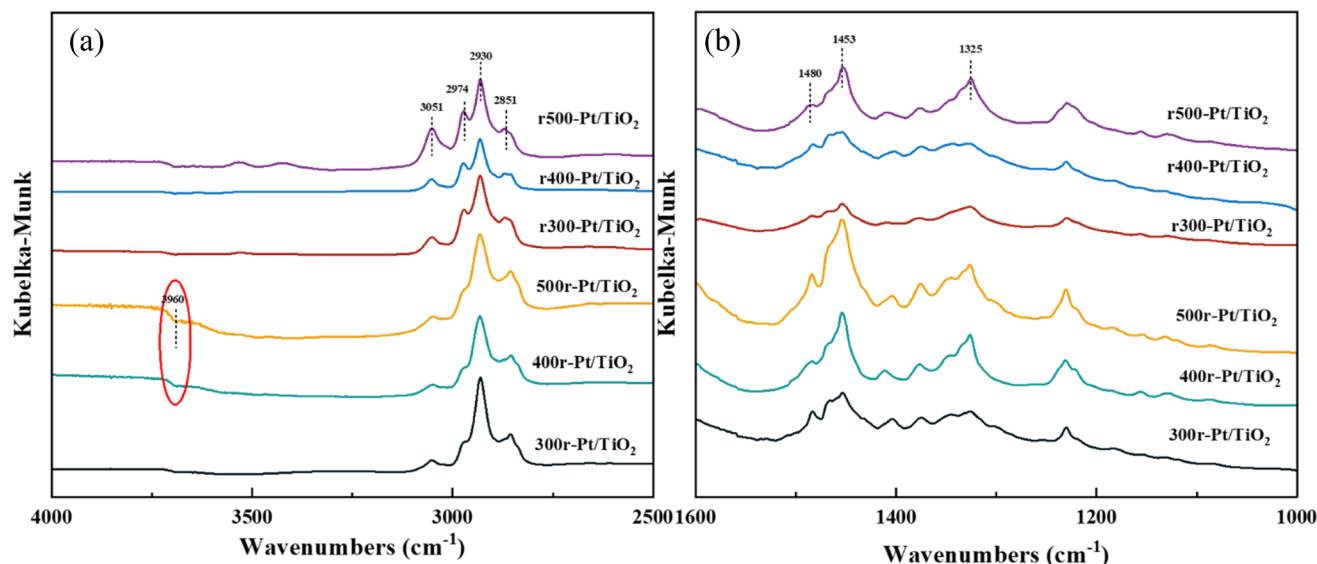 (a)
Kubelka-Munk
3051
2974
2930
2851
r500-Pt/TiO2
r400-Pt/TiO2
r300-Pt/TiO2
3960
500r-Pt/TiO2
400r-Pt/TiO2
300r-Pt/TiO2
4000 3500 3000 2500
Wavenumbers (cm-1)
(b)
Kubelka-Munk
1480
1453
1325
r500-Pt/TiO2
r400-Pt/TiO2
r300-Pt/TiO2
500r-Pt/TiO2
400r-Pt/TiO2
300r-Pt/TiO2
1600 1400 1200 1000
Wavenumbers (cm-1)